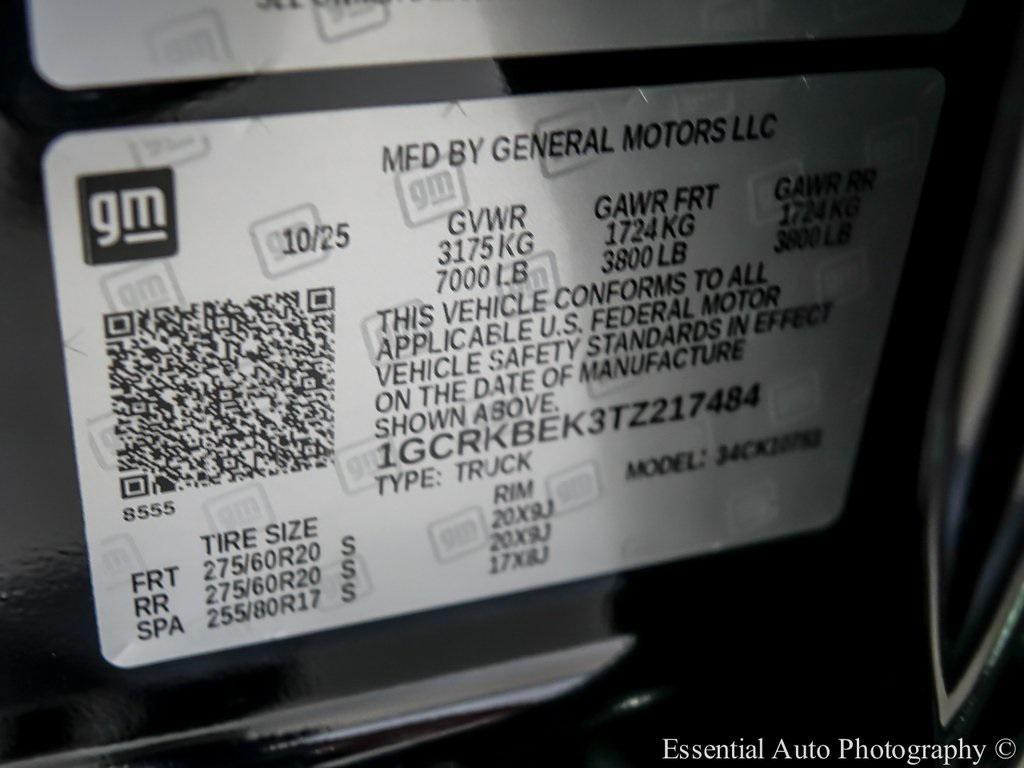 MFD BY GENERAL MOTORS LLC
gm
10/25
GVWR GAWR FRT GAWR RR
3175 KG 1724 KG 1724 KG
7000 LB 3800 LB 3800 LB
THIS VEHICLE CONFORMS TO ALL
APPLICABLE U.S. FEDERAL MOTOR
VEHICLE SAFETY STANDARDS IN EFFECT
ON THE DATE OF MANUFACTURE
SHOWN ABOVE.
1GCRKBEK3TZ217484
TYPE: TRUCK MODEL:
8555
TIRE SIZE RIM
FRT 275/60R20 S 20X9J
RR 275/60R20 S 20X9J
SPA 255/80R17 S 17X8J
Essential Auto Photography ©